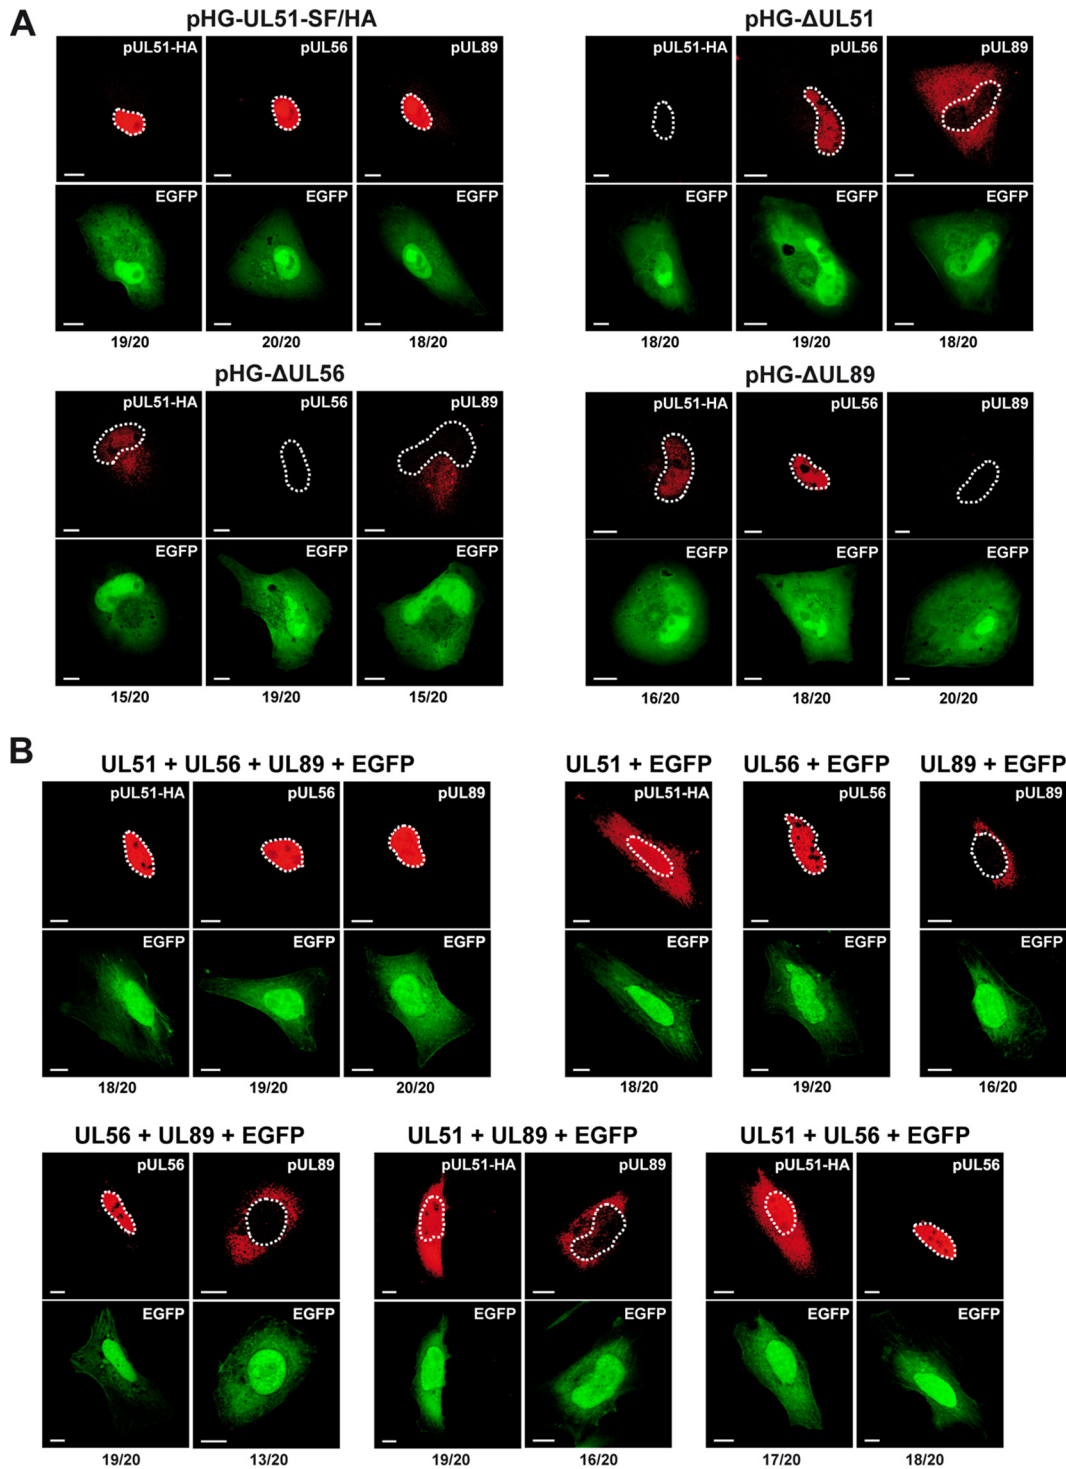 A
pHG-UL51-SF/HA
pHG-ΔUL51
pUL51-HA pUL56 pUL89
pUL51-HA pUL56 pUL89
EGFP EGFP EGFP
EGFP EGFP EGFP
19/20 20/20 18/20
18/20 19/20 18/20
pHG-ΔUL56
pHG-ΔUL89
pUL51-HA pUL56 pUL89
pUL51-HA pUL56 pUL89
EGFP EGFP EGFP
EGFP EGFP EGFP
15/20 19/20 15/20
16/20 18/20 20/20
B
UL51 + UL56 + UL89 + EGFP
UL51 + EGFP
UL56 + EGFP
UL89 + EGFP
pUL51-HA pUL56 pUL89
pUL51-HA
pUL56
pUL89
EGFP EGFP EGFP
EGFP
EGFP
EGFP
18/20 19/20 20/20
18/20
19/20
16/20
UL56 + UL89 + EGFP
UL51 + UL89 + EGFP
UL51 + UL56 + EGFP
pUL56 pUL89
pUL51-HA pUL89
pUL51-HA pUL56
EGFP EGFP
EGFP EGFP
EGFP EGFP
19/20 13/20
19/20 16/20
17/20 18/20